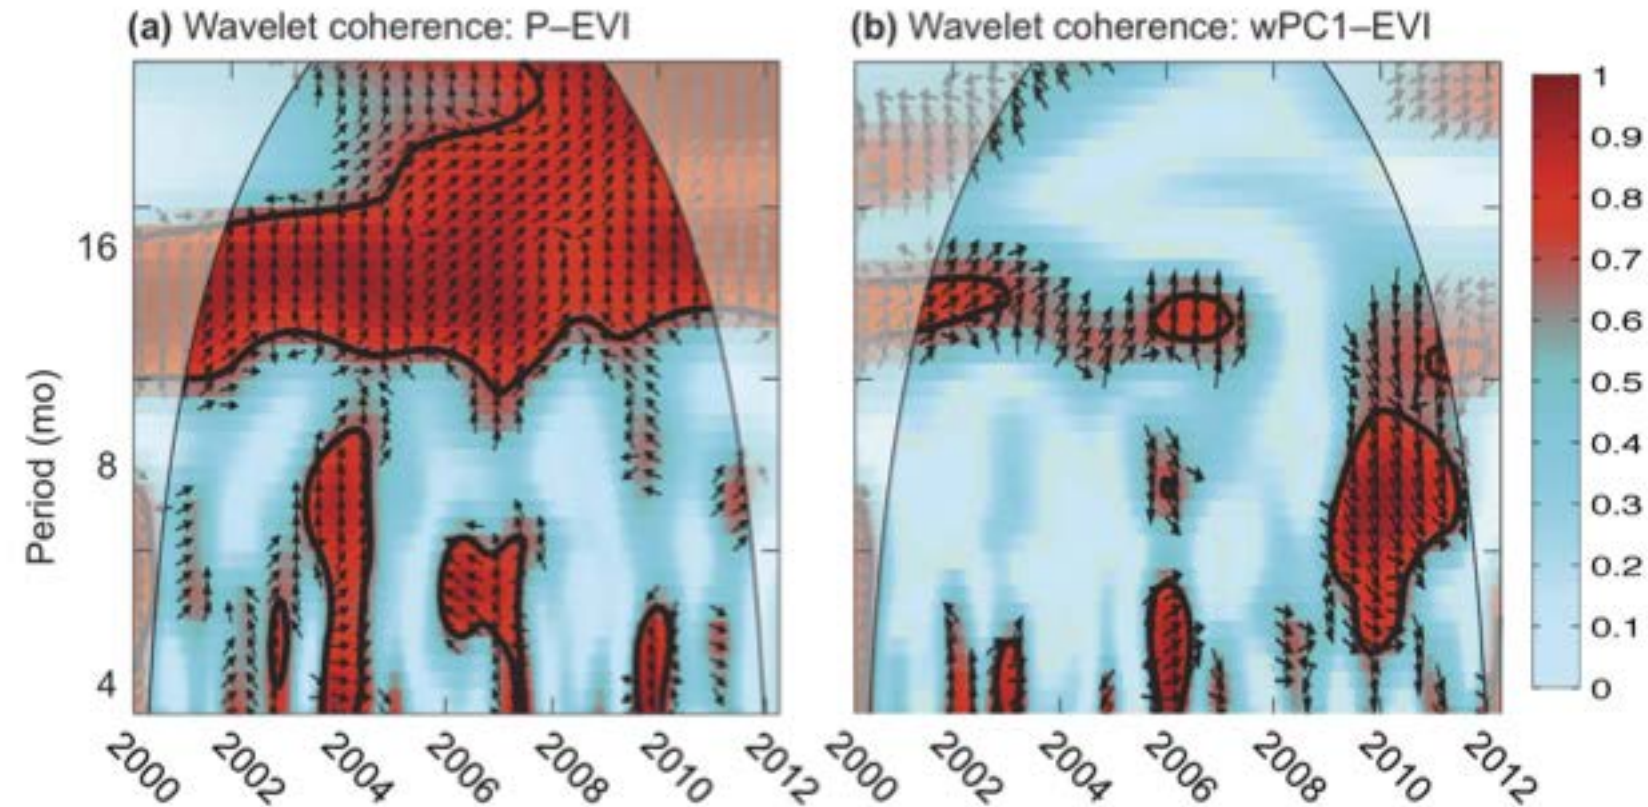 (a) Wavelet coherence: P–EVI
(b) Wavelet coherence: wPC1–EVI
Period (mo)
16
8
4
2000 2002 2004 2006 2008 2010 2012
2000 2002 2004 2006 2008 2010 2012
1
0.9
0.8
0.7
0.6
0.5
0.4
0.3
0.2
0.1
0